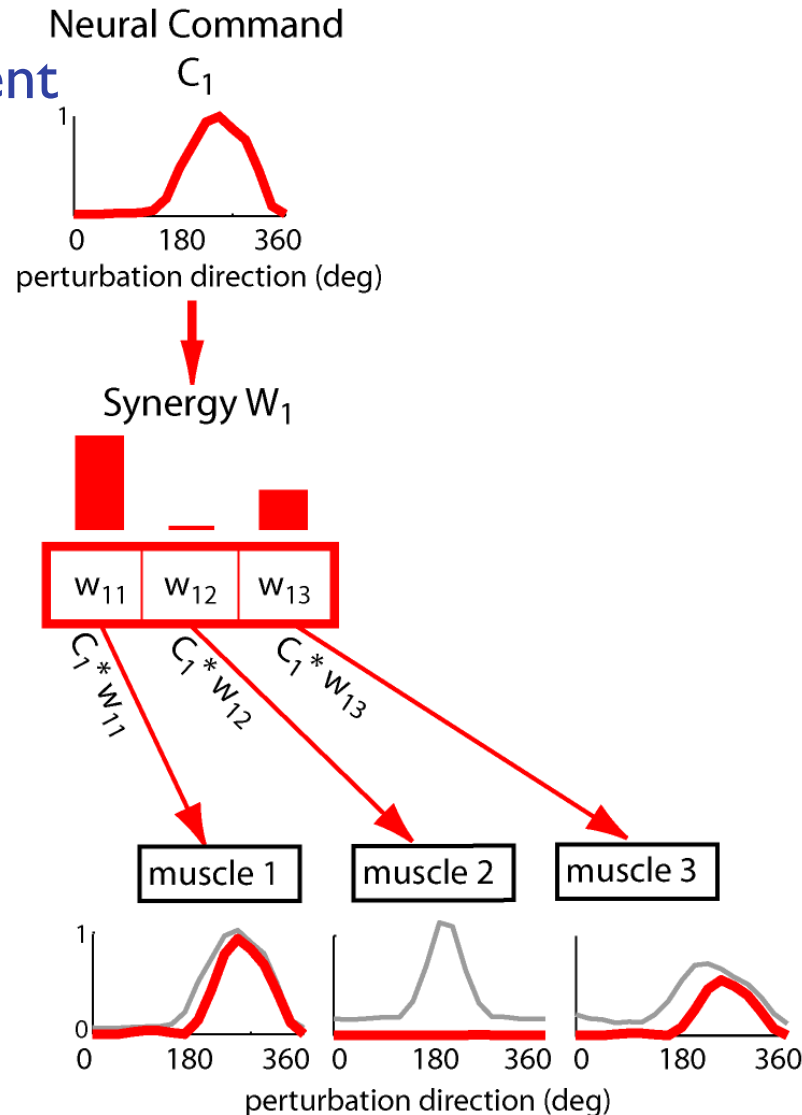 Neural Command
C₁
ent
1
0 180 360
perturbation direction (deg)
Synergy W₁
w₁₁ w₁₂ w₁₃
C₁*w₁₁ C₁*w₁₂ C₁*w₁₃
muscle 1 muscle 2 muscle 3
1
0
0 180 360 0 180 360 0 180 360
perturbation direction (deg)